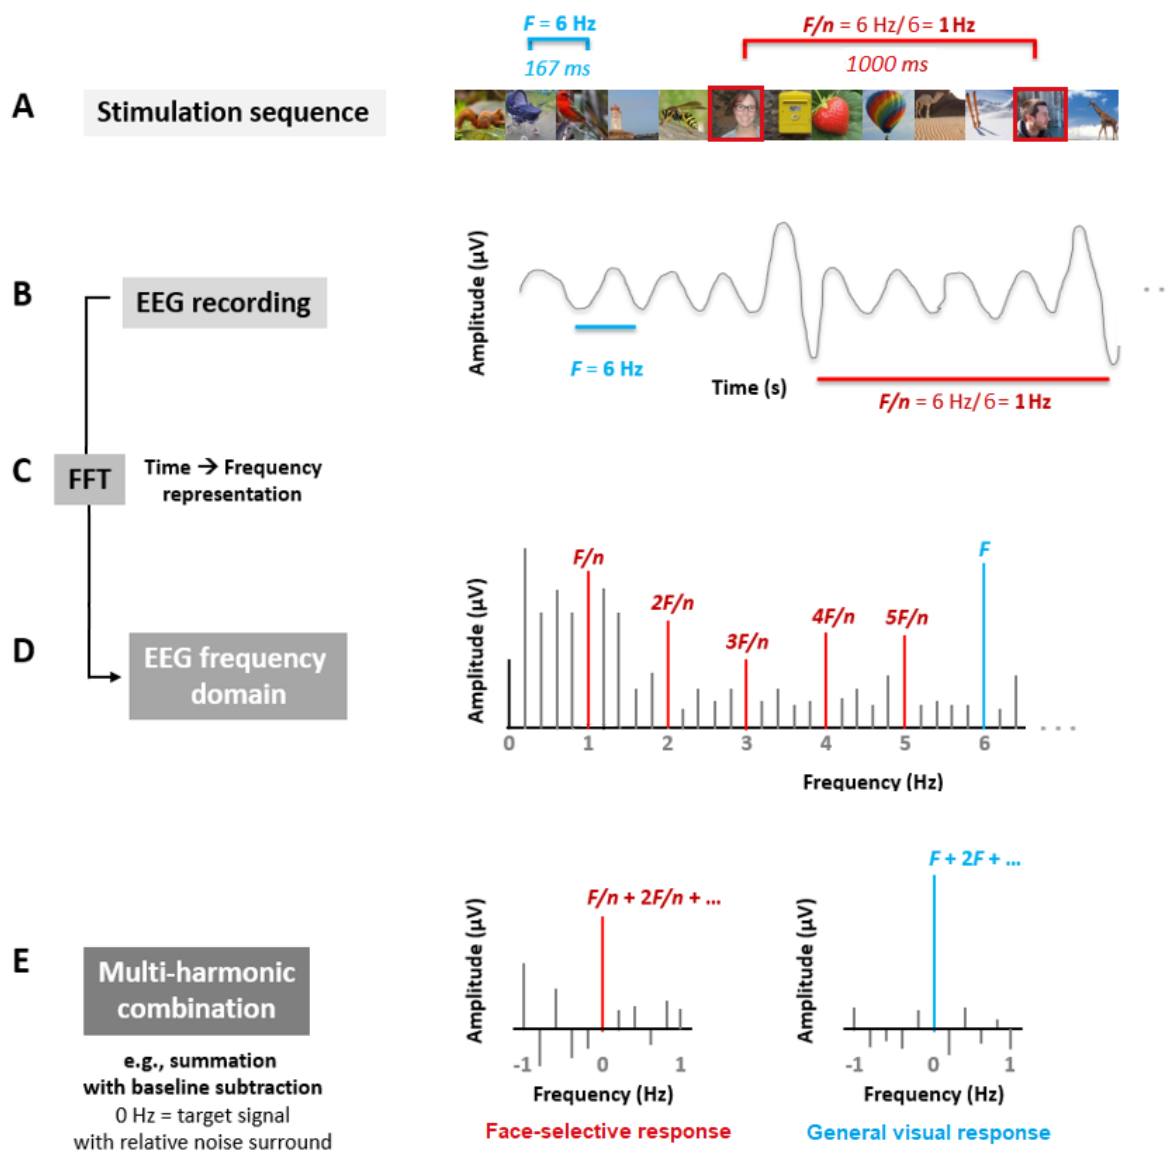 F = 6 Hz
F/n = 6 Hz/ 6= 1 Hz
167 ms
1000 ms
A
Stimulation sequence
B
EEG recording
Amplitude (µV)
F = 6 Hz
Time (s)
F/n = 6 Hz/ 6= 1 Hz
C
FFT
Time → Frequency
representation
D
EEG frequency
domain
Amplitude (µV)
F/n
2F/n
3F/n
4F/n
5F/n
F
0 1 2 3 4 5 6
Frequency (Hz)
E
Multi-harmonic
combination
e.g., summation
with baseline subtraction
0 Hz = target signal
with relative noise surround
Amplitude (µV)
F/n + 2F/n + ...
-1 0 1
Frequency (Hz)
Face-selective response
Amplitude (µV)
F + 2F + ...
-1 0 1
Frequency (Hz)
General visual response